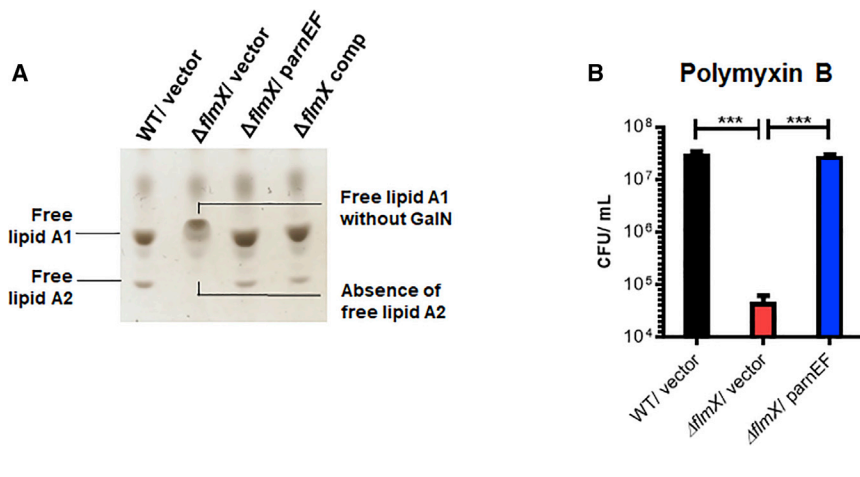 A
WT/ vector
ΔflmX/ vector
ΔflmX/ parnEF
ΔflmX comp
Free
lipid A1
Free
lipid A2
Free lipid A1
without GalN
Absence of
free lipid A2
B
Polymyxin B
***
***
CFU/ mL
10⁸
10⁷
10⁶
10⁵
10⁴
WT/ vector
ΔflmX/ vector
ΔflmX/ parnEF